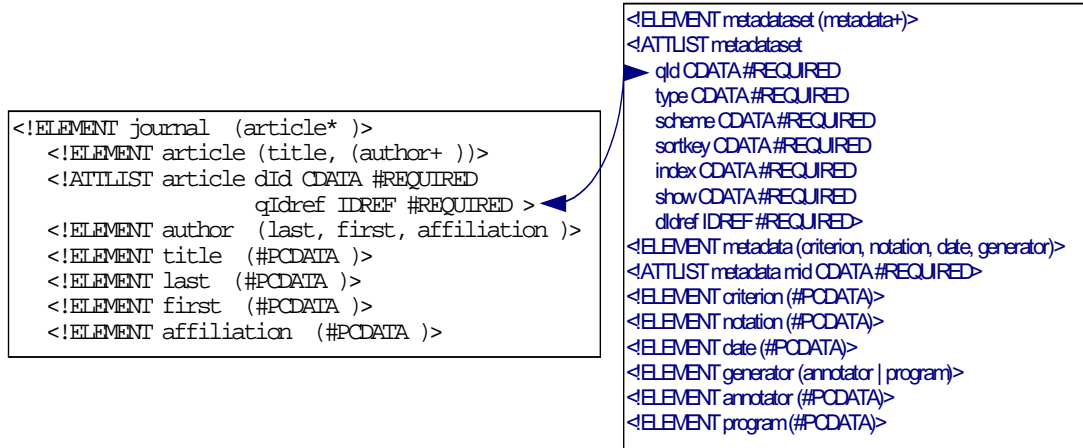 <!ELEMENT journal (article* )>
<!ELEMENT article (title, (author+ ))>
<!ATTLIST article dId CDATA #REQUIRED
qIdref IDREF #REQUIRED >
<!ELEMENT author (last, first, affiliation )>
<!ELEMENT title (#PCDATA )>
<!ELEMENT last (#PCDATA )>
<!ELEMENT first (#PCDATA )>
<!ELEMENT affiliation (#PCDATA )>
<!ELEMENT metadataset (metadata+)>
<!ATTLIST metadataset
qId CDATA #REQUIRED
type CDATA #REQUIRED
scheme CDATA #REQUIRED
sortkey CDATA #REQUIRED
index CDATA #REQUIRED
show CDATA #REQUIRED
dIdref IDREF #REQUIRED>
<!ELEMENT metadata (criterion, notation, date, generator)>
<!ATTLIST metadata mid CDATA #REQUIRED>
<!ELEMENT criterion (#PCDATA)>
<!ELEMENT notation (#PCDATA)>
<!ELEMENT date (#PCDATA)>
<!ELEMENT generator (annotator | program)>
<!ELEMENT annotator (#PCDATA)>
<!ELEMENT program (#PCDATA)>